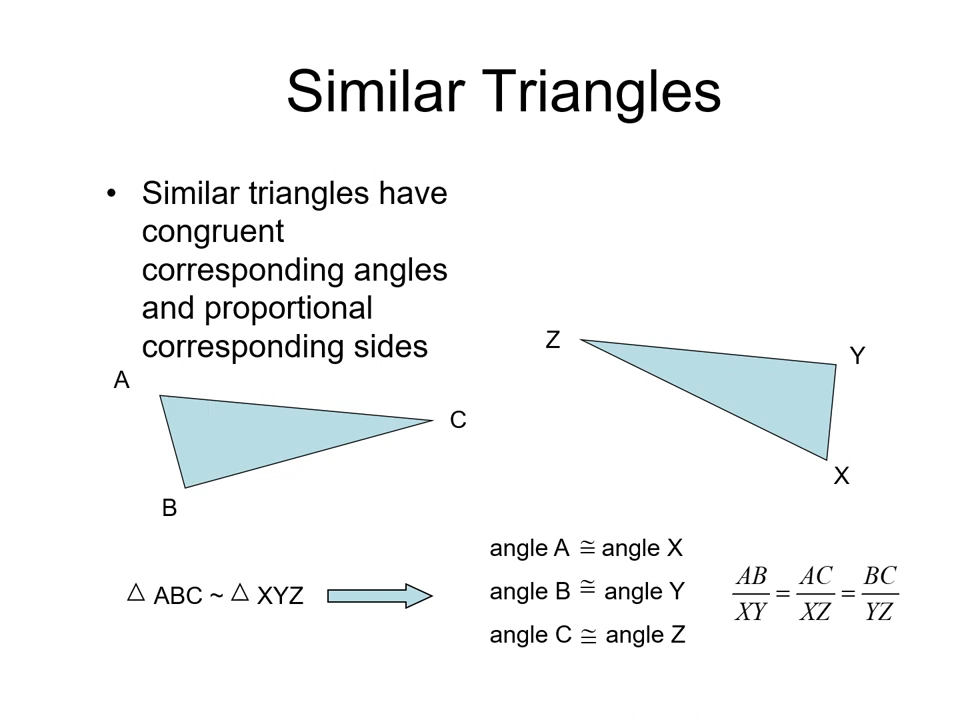 Similar Triangles
• Similar triangles have
congruent
corresponding angles
and proportional
corresponding sides
A
C
B
Z
Y
X
△ ABC ~ △ XYZ
angle A ≅ angle X
angle B ≅ angle Y
angle C ≅ angle Z
AB/XY = AC/XZ = BC/YZ